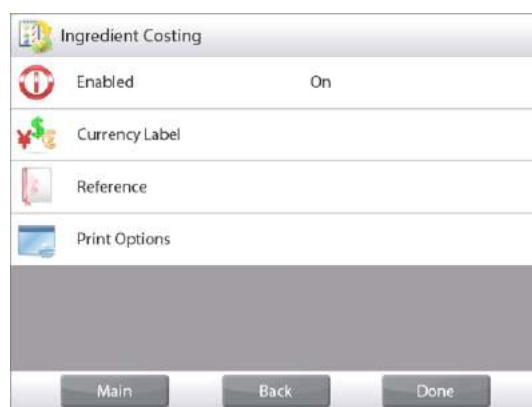 Ingredient Costing
Enabled On
Currency Label
Reference
Print Options
Main Back Done